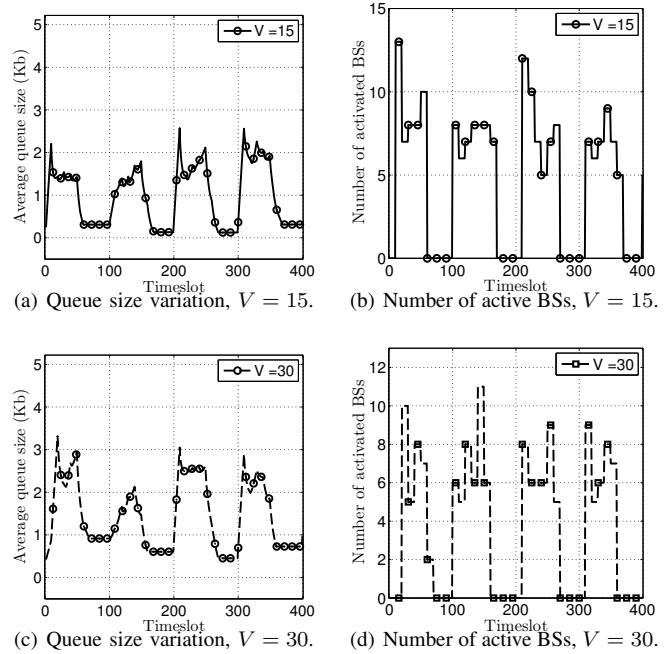 V =15
Average queue size (Kb)
5
4
3
2
1
0
0 100 200 300 400
Timeslot
(a) Queue size variation, V = 15.
V =15
Number of activated BSs
15
10
5
0
0 100 200 300 400
Timeslot
(b) Number of active BSs, V = 15.
V =30
Average queue size (Kb)
5
4
3
2
1
0
0 100 200 300 400
Timeslot
(c) Queue size variation, V = 30.
V =30
Number of activated BSs
12
10
8
6
4
2
0
0 100 200 300 400
Timeslot
(d) Number of active BSs, V = 30.